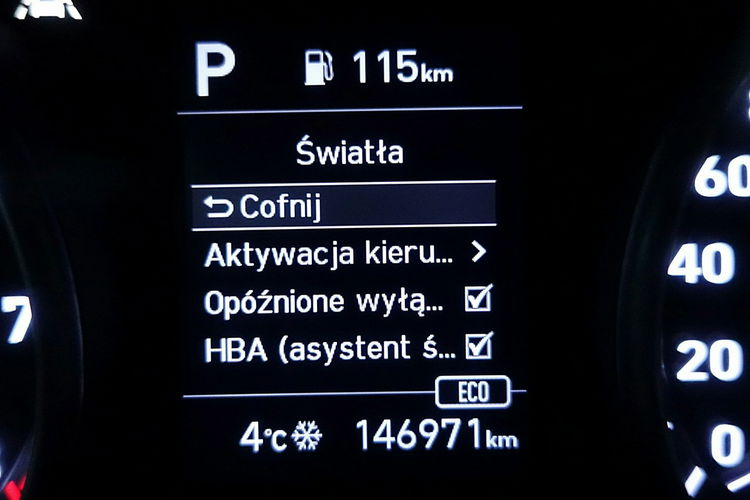 P 115km
Światła
Cofnij
Aktywacja kieru...
Opóźnione wyłą...
HBA (asystent ś...
ECO
4°C 146971km
7
60
40
20
0